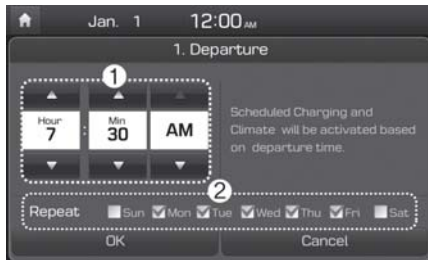 Jan. 1 12:00 AM
1. Departure
1
Hour Min
7 : 30 AM
Scheduled Charging and
Climate will be activated based
on departure time.
2
Repeat Sun Mon Tue Wed Thu Fri Sat
OK Cancel